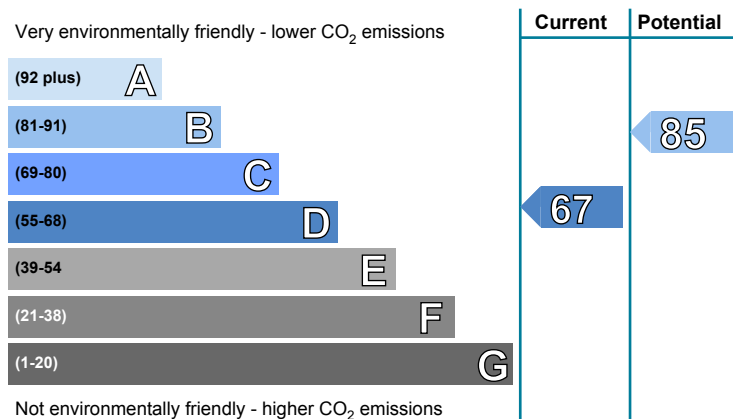 Current Potential
Very environmentally friendly - lower CO₂ emissions
(92 plus) A
(81-91) B
85
(69-80) C
(55-68) D
67
(39-54 E
(21-38) F
(1-20) G
Not environmentally friendly - higher CO₂ emissions